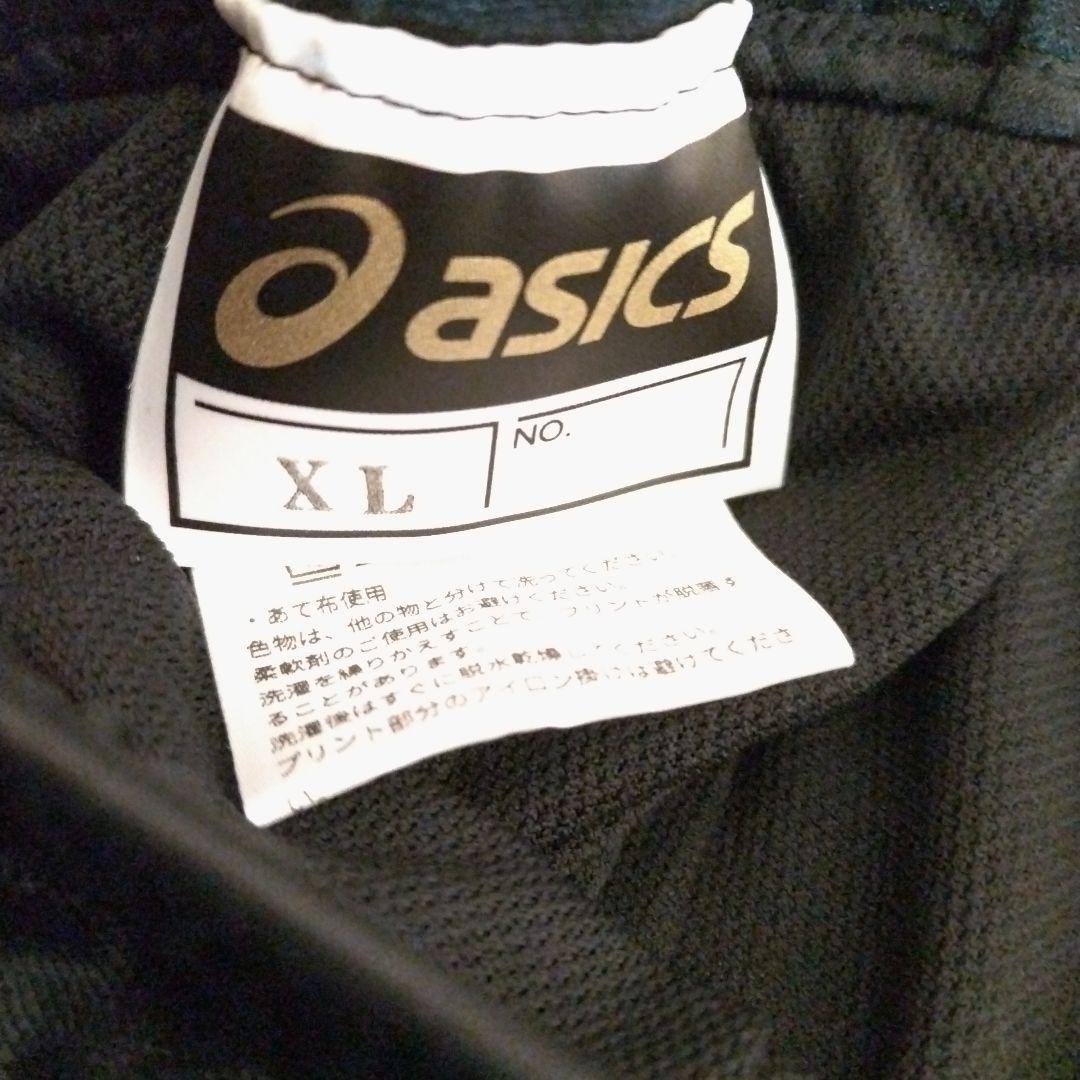 asics
XL
NO.
・あて布使用
色物は、他の物と分けて洗ってください。
柔軟剤のご使用はお避けください。
洗濯を繰りかえすことで、プリントが脱落す
ることがあります。
洗濯後はすぐに脱水乾燥してください。
プリント部分のアイロン掛けは避けてくださ